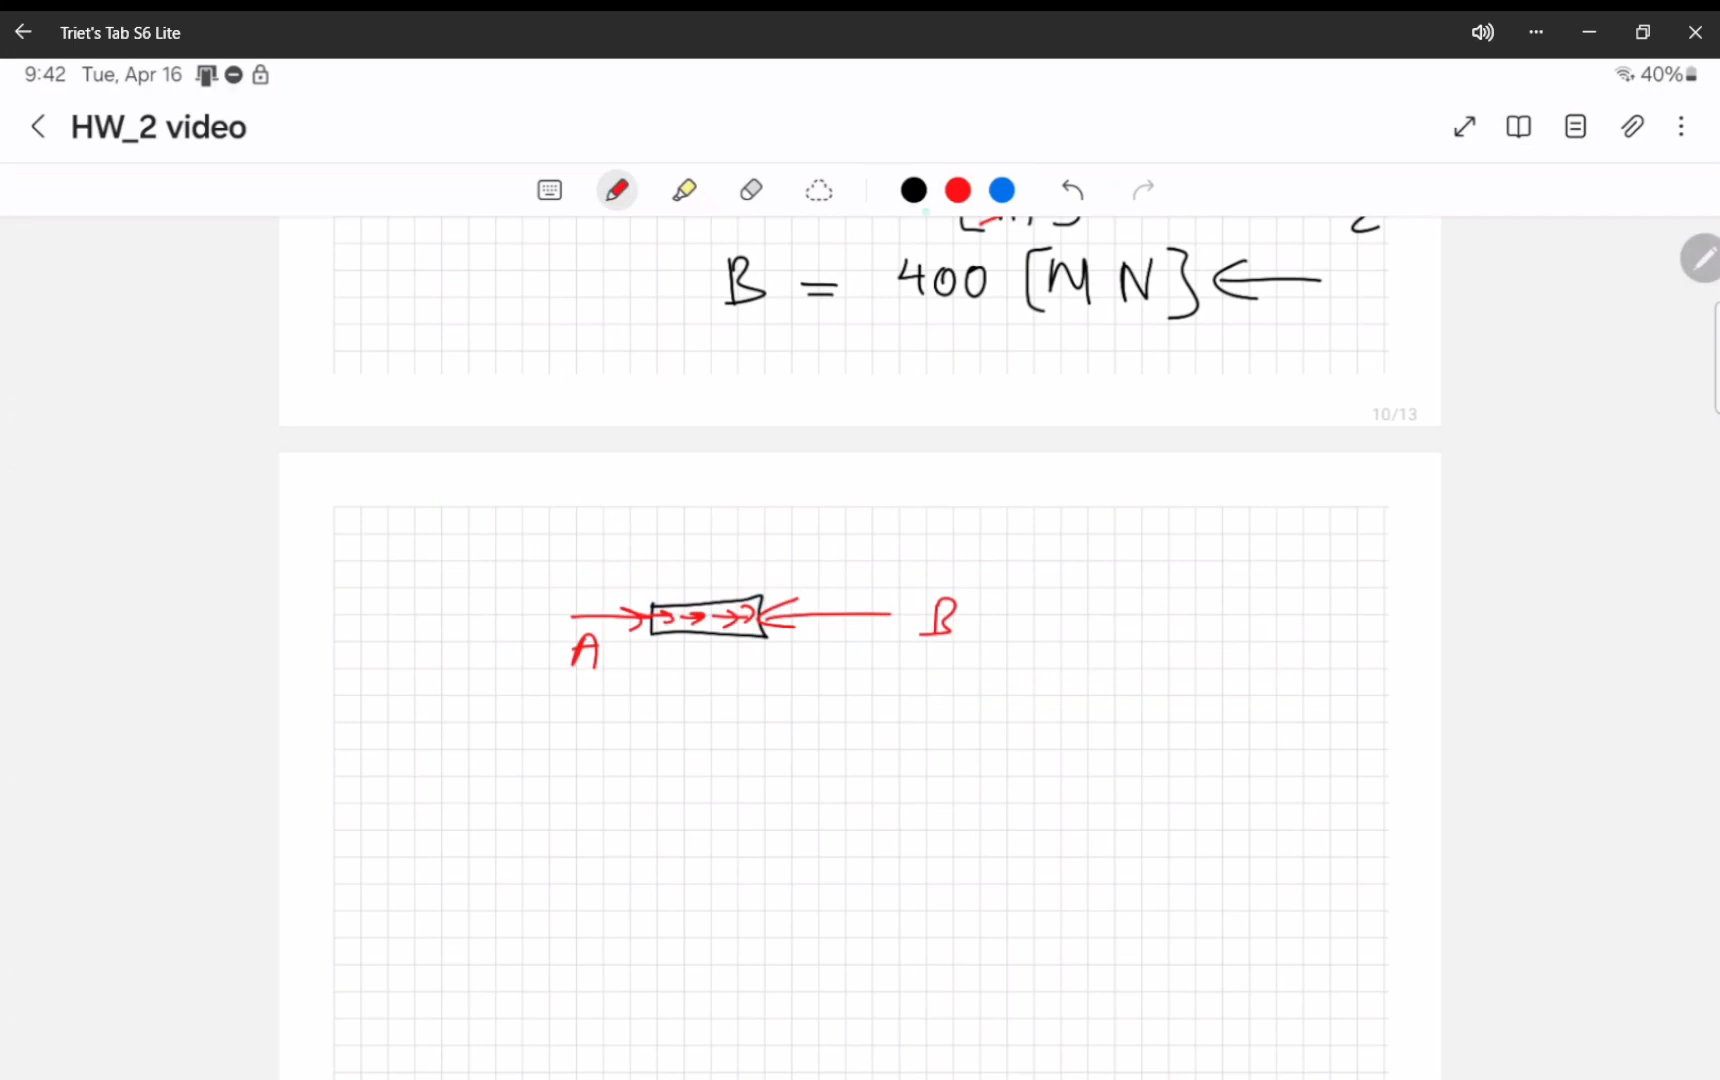 Triet's Tab S6 Lite
9:42 Tue, Apr 16 40%
HW_2 video
B = 400 [MN] ←
10/13
A B